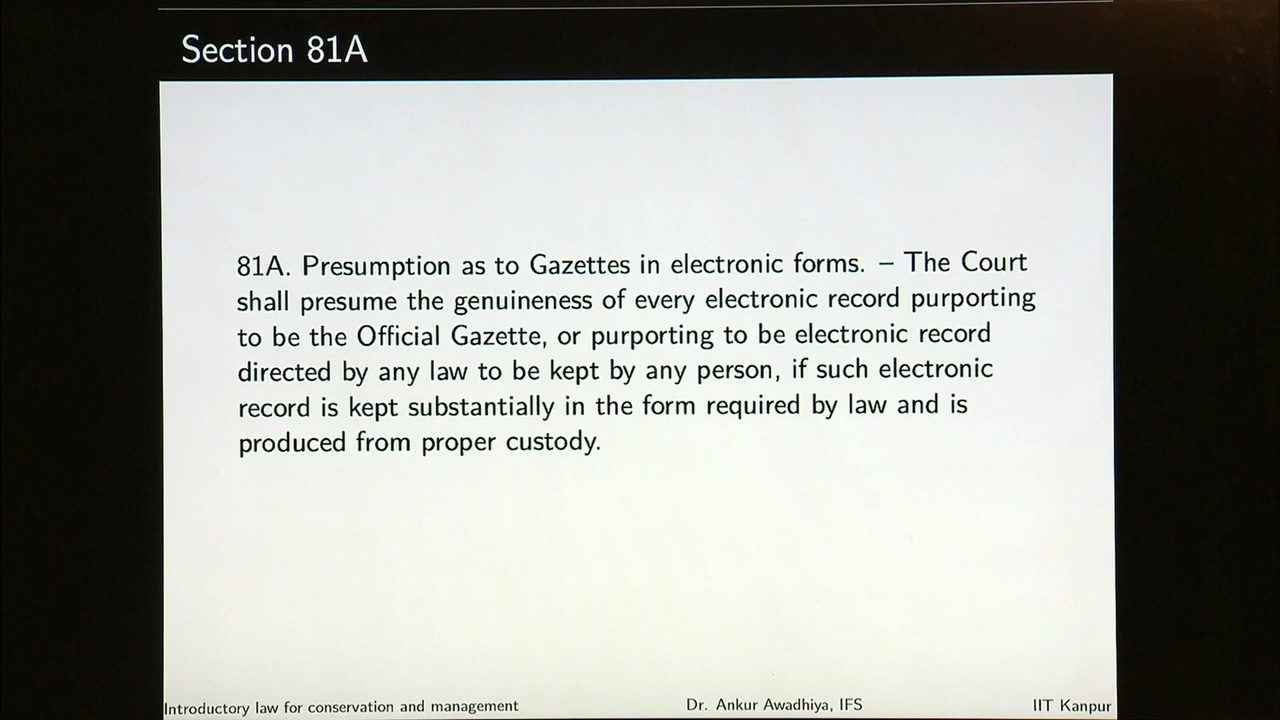 Section 81A
81A. Presumption as to Gazettes in electronic forms. – The Court
shall presume the genuineness of every electronic record purporting
to be the Official Gazette, or purporting to be electronic record
directed by any law to be kept by any person, if such electronic
record is kept substantially in the form required by law and is
produced from proper custody.
Introductory law for conservation and management
Dr. Ankur Awadhiya, IFS
IIT Kanpur